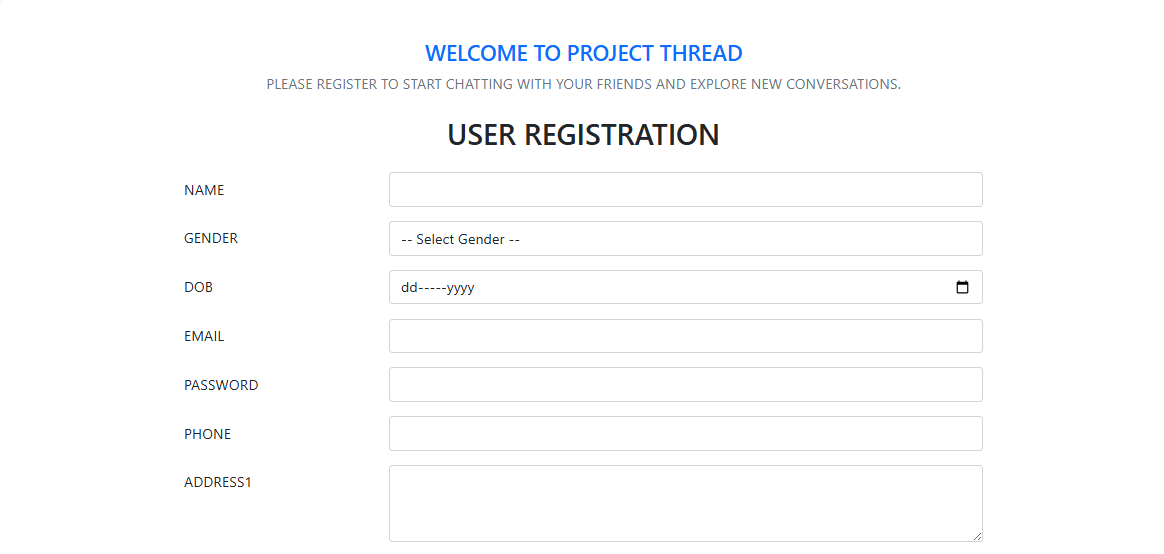 WELCOME TO PROJECT THREAD
PLEASE REGISTER TO START CHATTING WITH YOUR FRIENDS AND EXPLORE NEW CONVERSATIONS.
USER REGISTRATION
NAME
GENDER
-- Select Gender --
DOB
dd-----yyyy
EMAIL
PASSWORD
PHONE
ADDRESS1